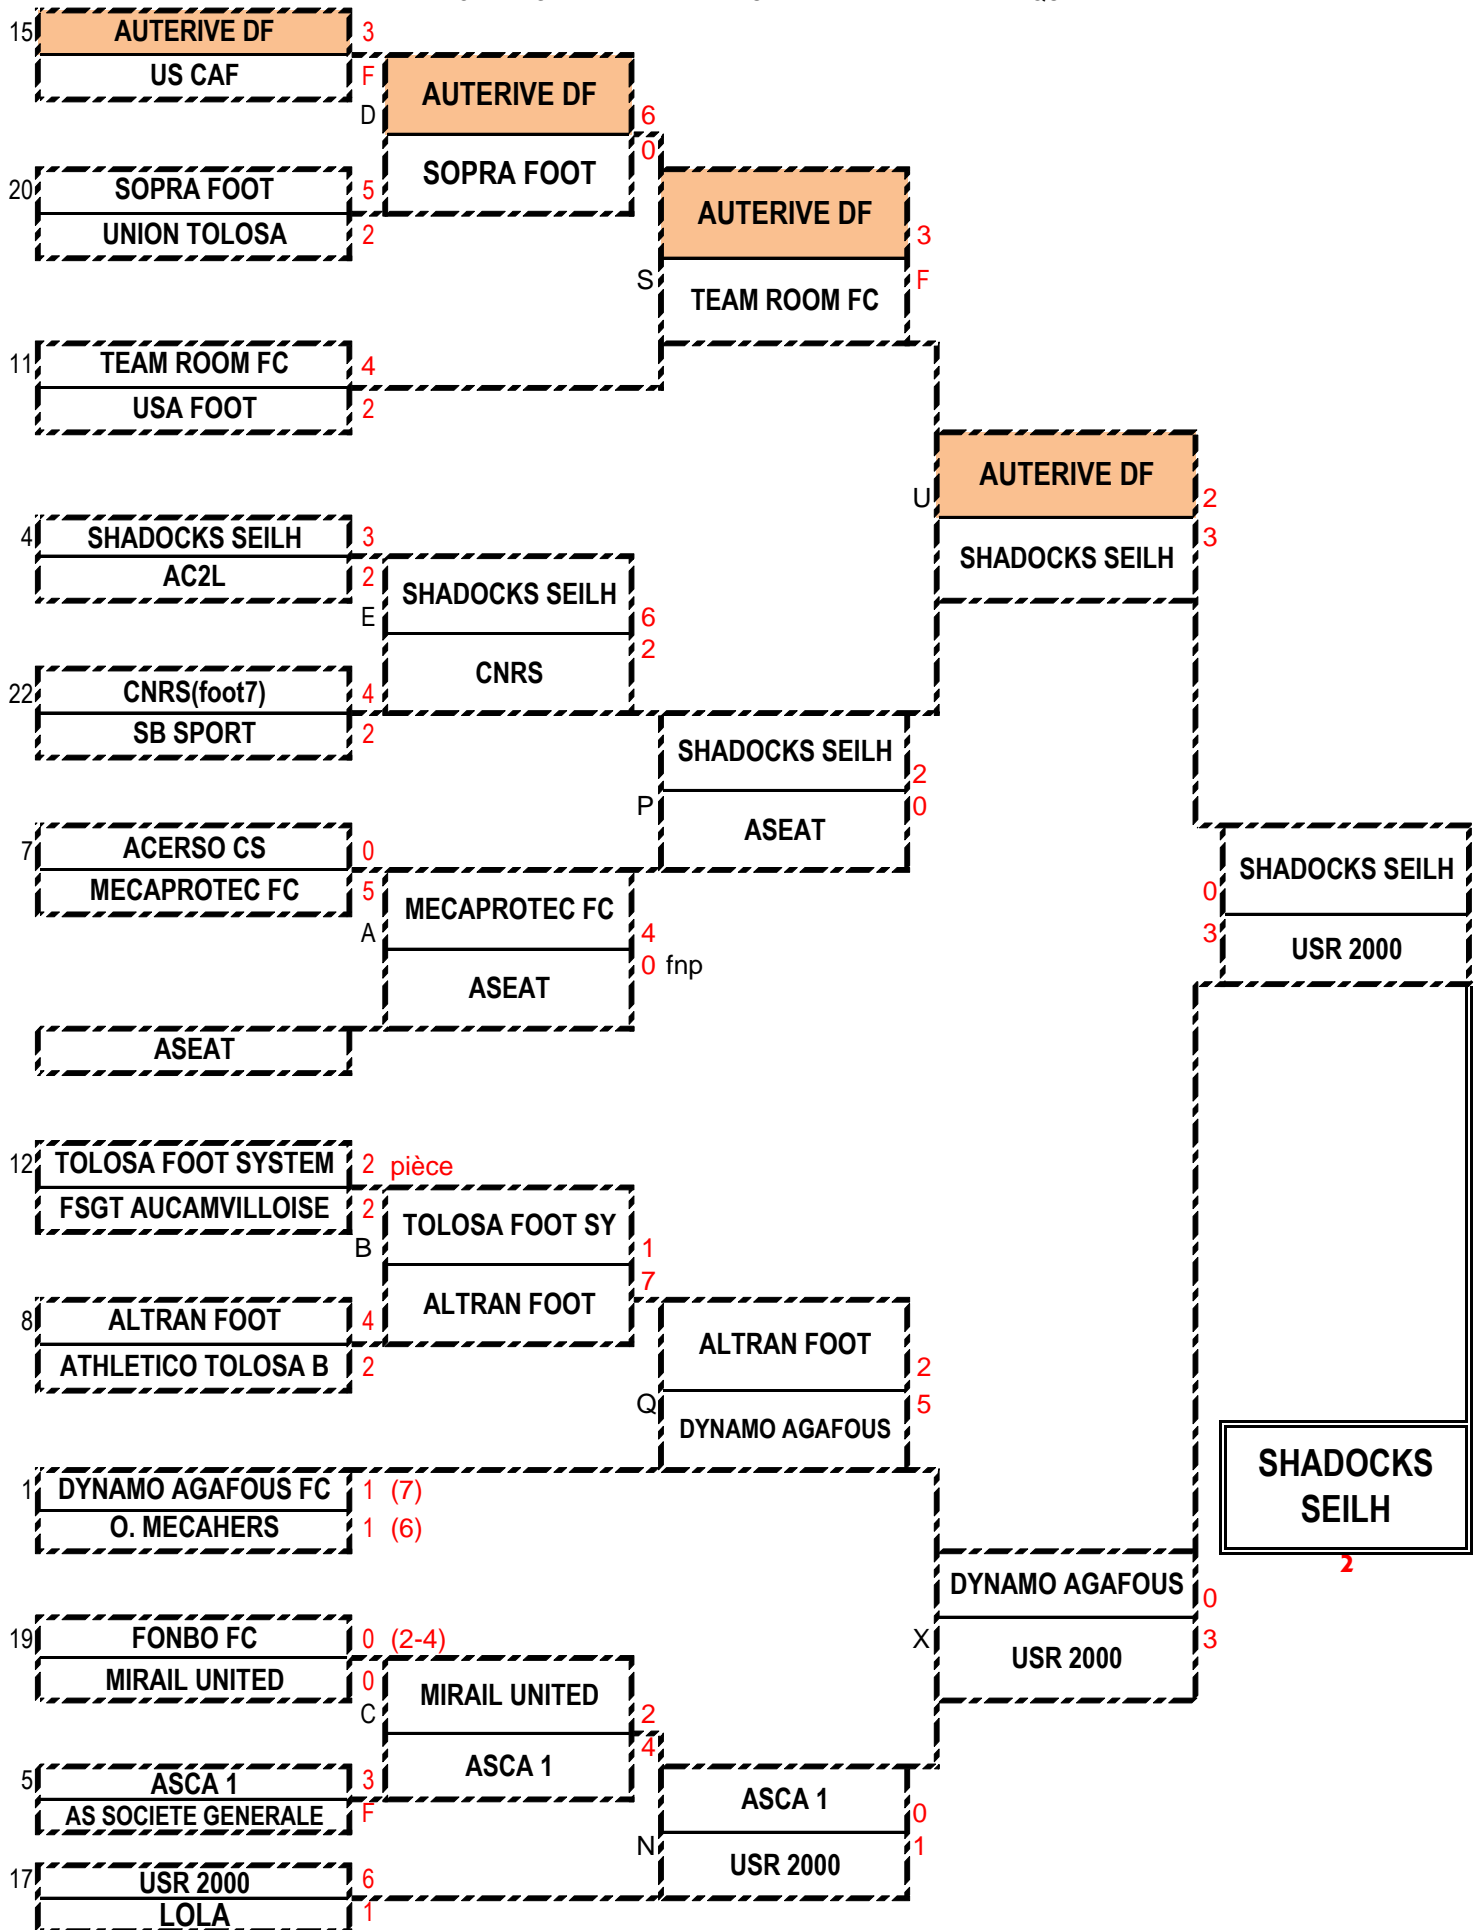 15 AUTERIVE DF 3
US CAF F
D AUTERIVE DF 6
SOPRA FOOT 0
20 SOPRA FOOT 5
UNION TOLOSA 2
S AUTERIVE DF 3
TEAM ROOM FC F
11 TEAM ROOM FC 4
USA FOOT 2
U AUTERIVE DF 2
SHADOCKS SEILH 3
4 SHADOCKS SEILH 3
AC2L 2
E SHADOCKS SEILH 6
CNRS 2
22 CNRS(foot7) 4
SB SPORT 2
P SHADOCKS SEILH 2
ASEAT 0
7 ACERSO CS 0
MECAPROTEC FC 5
A MECAPROTEC FC 4
ASEAT 0 fnp
ASEAT
SHADOCKS SEILH 0
USR 2000 3
12 TOLOSA FOOT SYSTEM 2 pièce
FSGT AUCAMVILLOISE 2
B TOLOSA FOOT SY 1
ALTRAN FOOT 7
8 ALTRAN FOOT 4
ATHLETICO TOLOSA B 2
Q ALTRAN FOOT 2
DYNAMO AGAFOUS 5
1 DYNAMO AGAFOUS FC 1 (7)
O. MECAHERS 1 (6)
SHADOCKS
SEILH
2
X DYNAMO AGAFOUS 0
USR 2000 3
19 FONBO FC 0 (2-4)
MIRAIL UNITED 0
C MIRAIL UNITED 2
ASCA 1 4
5 ASCA 1 3
AS SOCIETE GENERALE F
N ASCA 1 0
USR 2000 1
17 USR 2000 6
LOLA 1